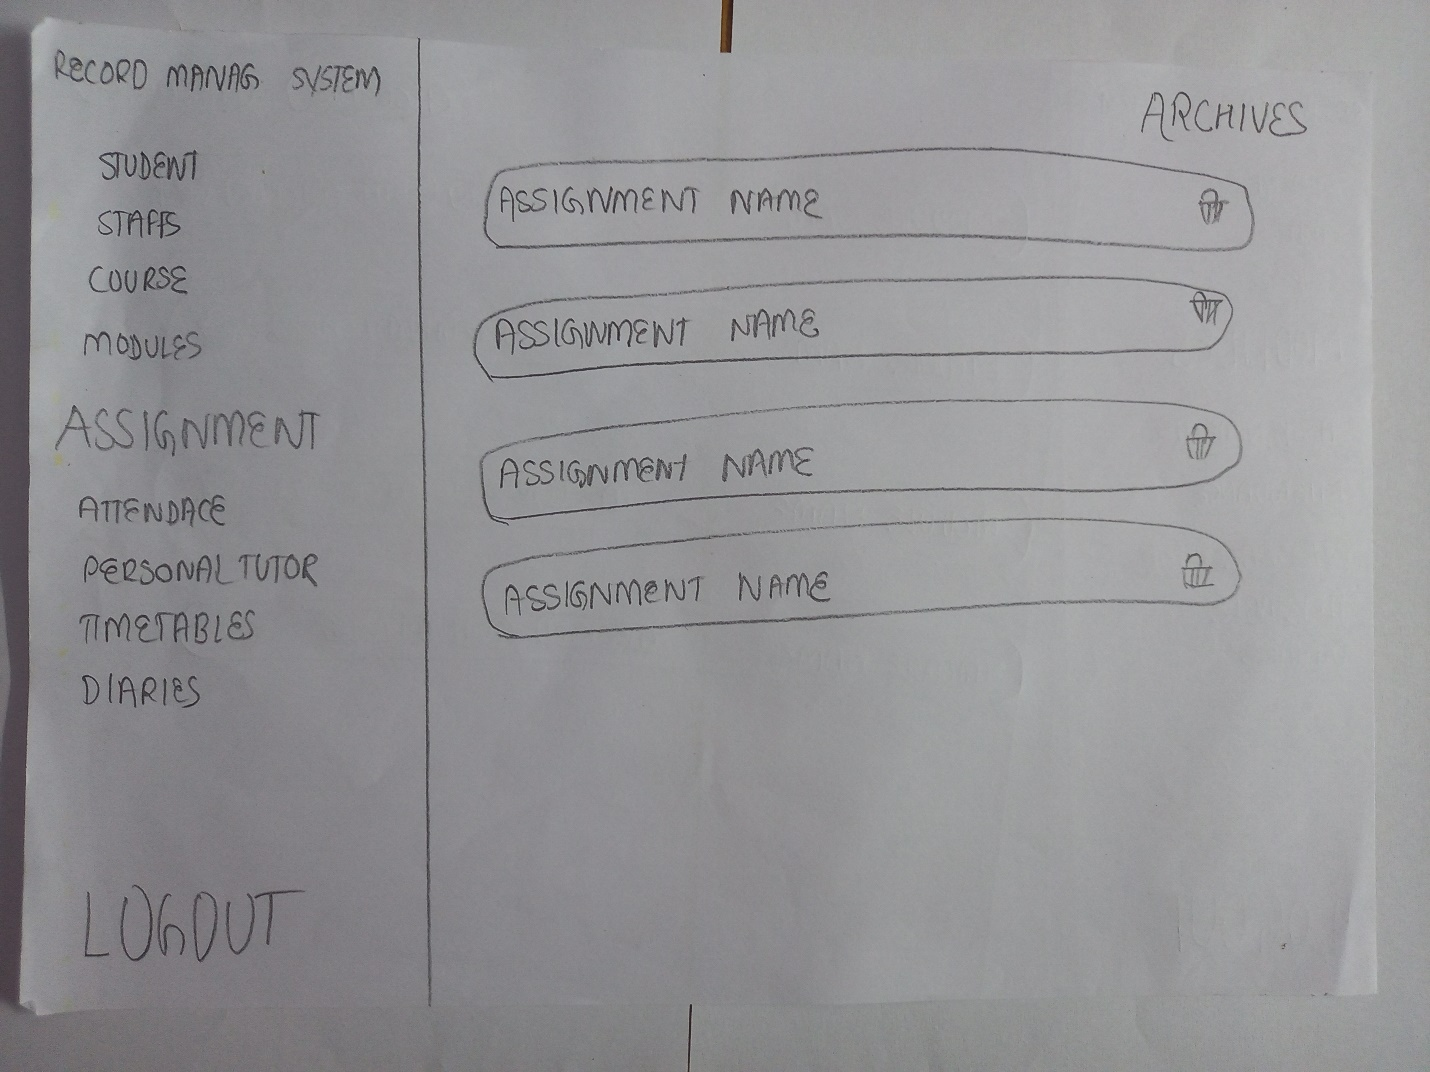 RECORD MANAG SYSTEM
STUDENT
STAFFS
COURSE
MODULES
ASSIGNMENT
ATTENDACE
PERSONAL TUTOR
TIMETABLES
DIARIES
LOGOUT
ARCHIVES
ASSIGNMENT NAME
ASSIGNMENT NAME
ASSIGNMENT NAME
ASSIGNMENT NAME